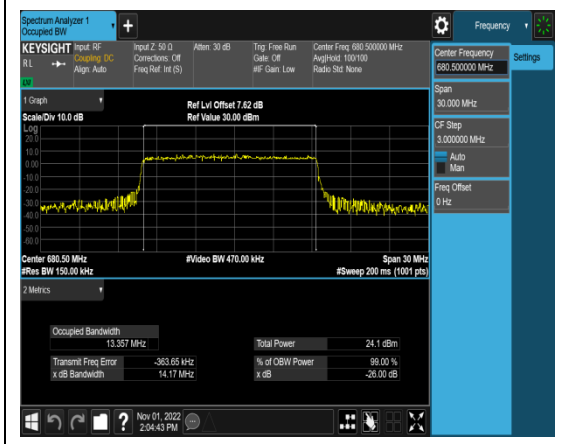 Spectrum Analyzer 1
Occupied BW
Frequency
KEYSIGHT
R L
LV
Input: RF
Coupling: DC
Align: Auto
Input Z: 50 Ω
Corrections: Off
Freq Ref: Int (S)
Atten: 30 dB
Trig: Free Run
Gate: Off
#IF Gain: Low
Center Freq: 680.500000 MHz
Avg|Hold: 100/100
Radio Std: None
Center Frequency
680.500000 MHz
Settings
Span
30.000 MHz
CF Step
3.000000 MHz
Auto
Man
Freq Offset
0 Hz
1 Graph
Scale/Div 10.0 dB
Ref Lvl Offset 7.62 dB
Ref Value 30.00 dBm
Log
20.0
10.0
0.00
-10.0
-20.0
-30.0
-40.0
-50.0
-60.0
Center 680.50 MHz
#Video BW 470.00 kHz
Span 30 MHz
#Res BW 150.00 kHz
#Sweep 200 ms (1001 pts)
2 Metrics
Occupied Bandwidth
13.357 MHz
Total Power 24.1 dBm
Transmit Freq Error -363.65 kHz
% of OBW Power 99.00 %
x dB Bandwidth 14.17 MHz
x dB -26.00 dB
?
Nov 01, 2022
2:04:43 PM